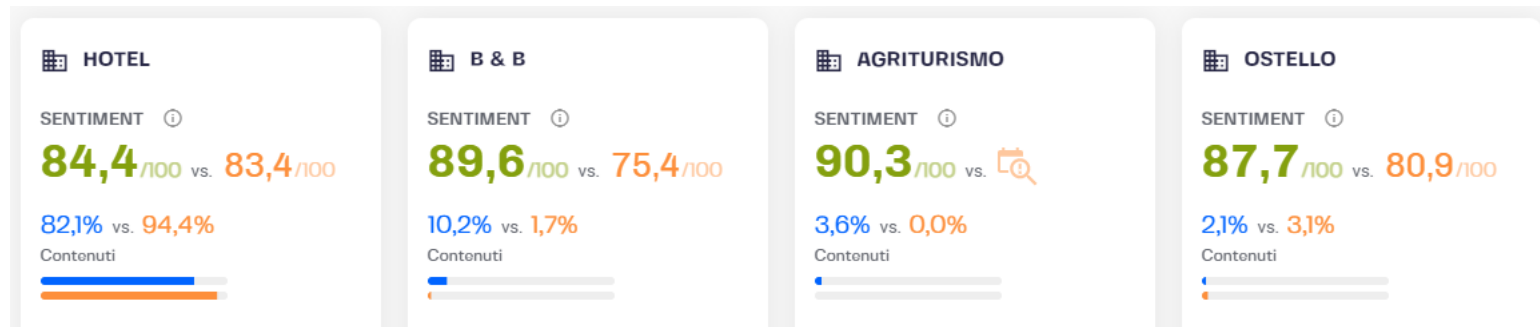 HOTEL
SENTIMENT
84,4/100 vs. 83,4/100
82,1% vs. 94,4%
Contenuti
B & B
SENTIMENT
89,6/100 vs. 75,4/100
10,2% vs. 1,7%
Contenuti
AGRITURISMO
SENTIMENT
90,3/100 vs.
3,6% vs. 0,0%
Contenuti
OSTELLO
SENTIMENT
87,7/100 vs. 80,9/100
2,1% vs. 3,1%
Contenuti